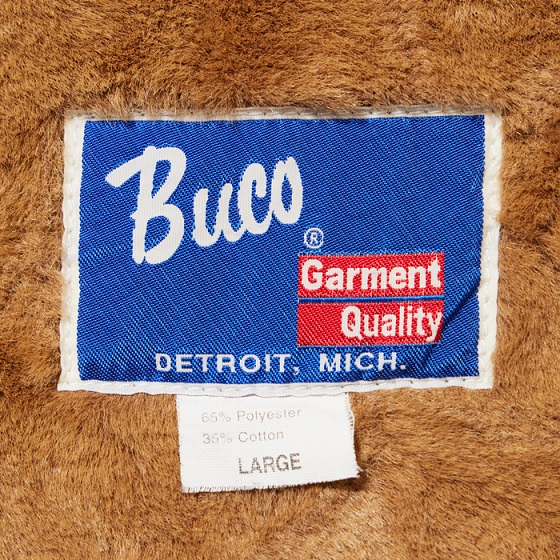 Buco
®
Garment
Quality
DETROIT, MICH.
65% Polyester
35% Cotton
LARGE